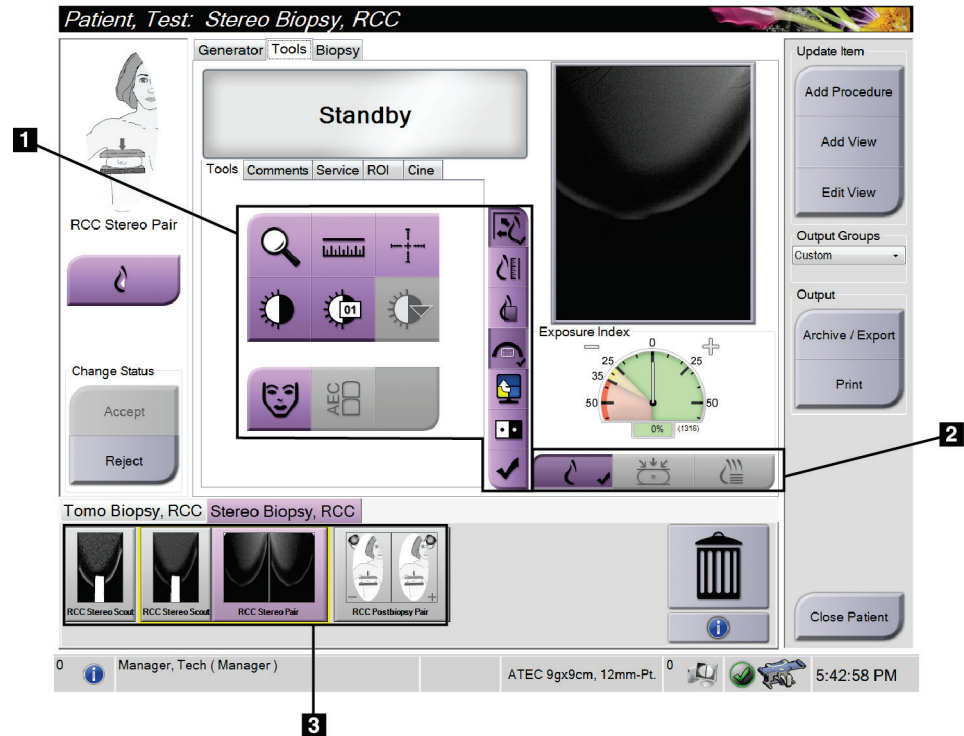 Patient, Test: Stereo Biopsy, RCC
Generator Tools Biopsy
Standby
Tools Comments Service ROI Cine
1
RCC Stereo Pair
01
AEC
Change Status
Accept
Reject
Exposure Index
0
25 25
35
50 50
0% (1316)
2
Update Item
Add Procedure
Add View
Edit View
Output Groups
Custom
Output
Archive / Export
Print
Tomo Biopsy, RCC Stereo Biopsy, RCC
RCC Stereo Scout RCC Stereo Scout RCC Stereo Pair RCC Postbiopsy Pair
3
Close Patient
0 Manager, Tech ( Manager ) ATEC 9gx9cm, 12mm-Pt. 0 5:42:58 PM